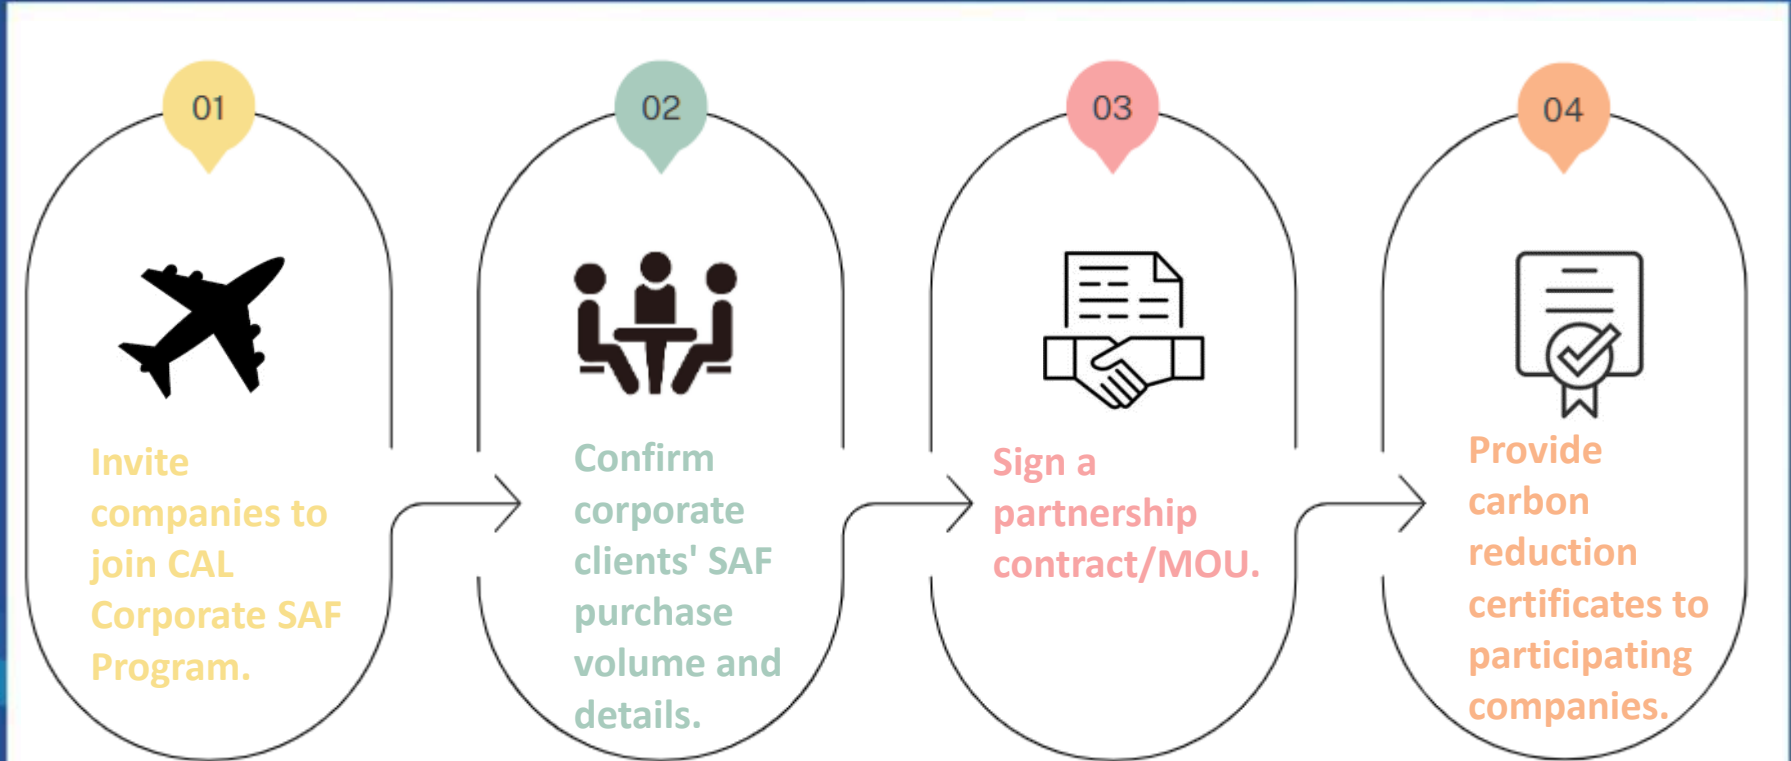 01
Invite
companies to
join CAL
Corporate SAF
Program.
02
Confirm
corporate
clients' SAF
purchase
volume and
details.
03
Sign a
partnership
contract/MOU.
04
Provide
carbon
reduction
certificates to
participating
companies.